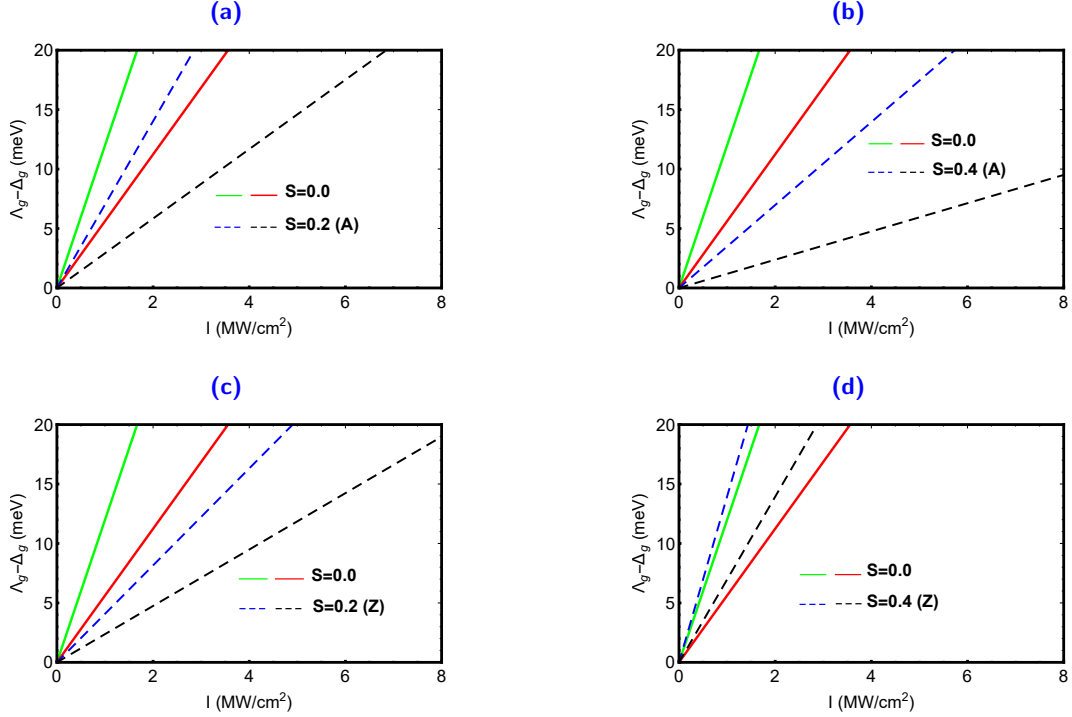 (a)
20
15
10
5
0
Λg−Δg (meV)
S=0.0
S=0.2 (A)
0 2 4 6 8
I (MW/cm²)
(b)
20
15
10
5
0
Λg−Δg (meV)
S=0.0
S=0.4 (A)
0 2 4 6 8
I (MW/cm²)
(c)
20
15
10
5
0
Λg−Δg (meV)
S=0.0
S=0.2 (Z)
0 2 4 6 8
I (MW/cm²)
(d)
20
15
10
5
0
Λg−Δg (meV)
S=0.0
S=0.4 (Z)
0 2 4 6 8
I (MW/cm²)